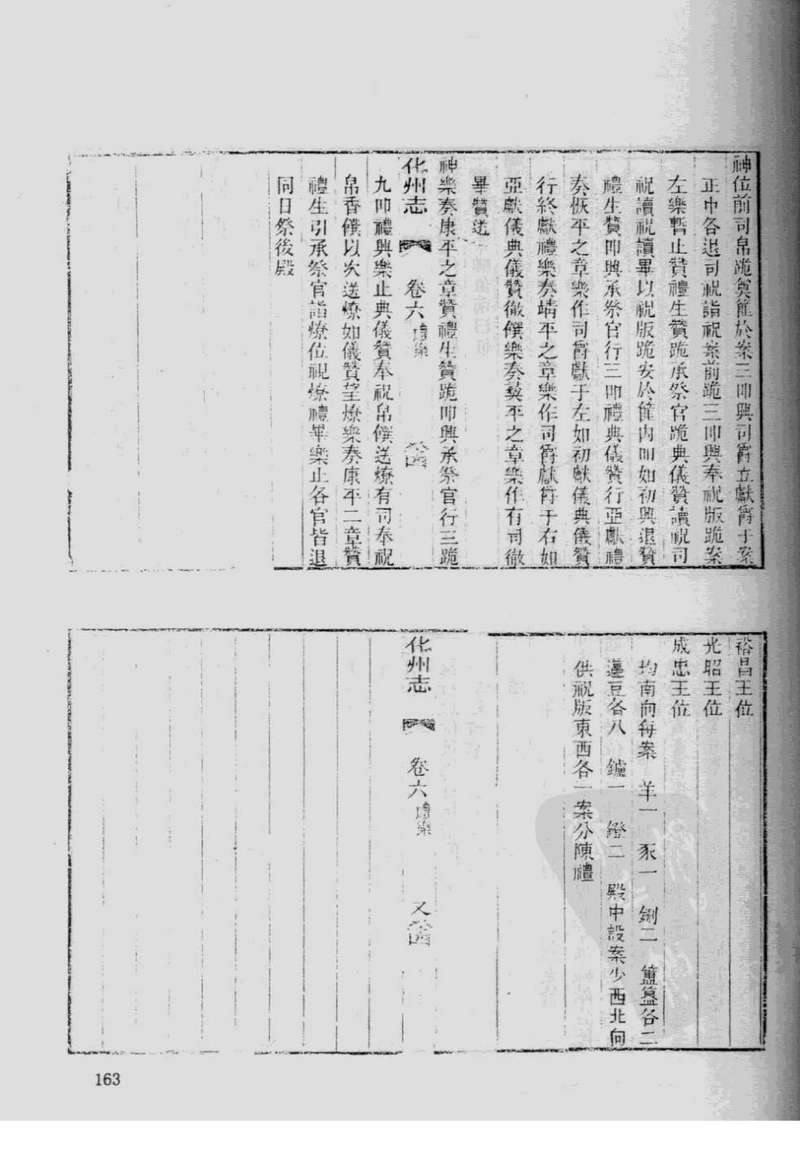 神位前司帛跪奠篚於案三叩興司爵立獻爵于案
正中各退司祝詣祝案前跪三叩興奉祝版跪案
左樂暫止贊禮生贊跪承祭官跪典儀贊讀祝司
祝讀祝讀畢以祝版跪安於篚內叩如初興退贊
禮生贊叩興承祭官行三叩禮典儀贊行亞獻禮
奏恢平之章樂作司爵獻于左如初獻儀典儀贊
行終獻禮樂奏靖平之章樂作司爵獻爵于右如
亞獻儀典儀贊徹饌樂奏彝平之章樂作有司徹
畢贊送
神樂奏康平之章贊禮生贊跪叩興承祭官行三跪
化州志 卷六
九叩禮興樂止典儀贊奉祝帛饌送燎有司奉祝
帛香饌以次送燎如儀贊望燎樂奏康平二章贊
禮生引承祭官詣燎位視燎禮畢樂止各官皆退
同日祭後殿
裕昌王位
光昭王位
成忠王位
均南向每案 羊一 豕一 鉶二 簠簋各二
籩豆各八 鑪一 鐙二 殿中設案少西北向
供祝版東西各一案分陳禮
化州志 卷六 又
163